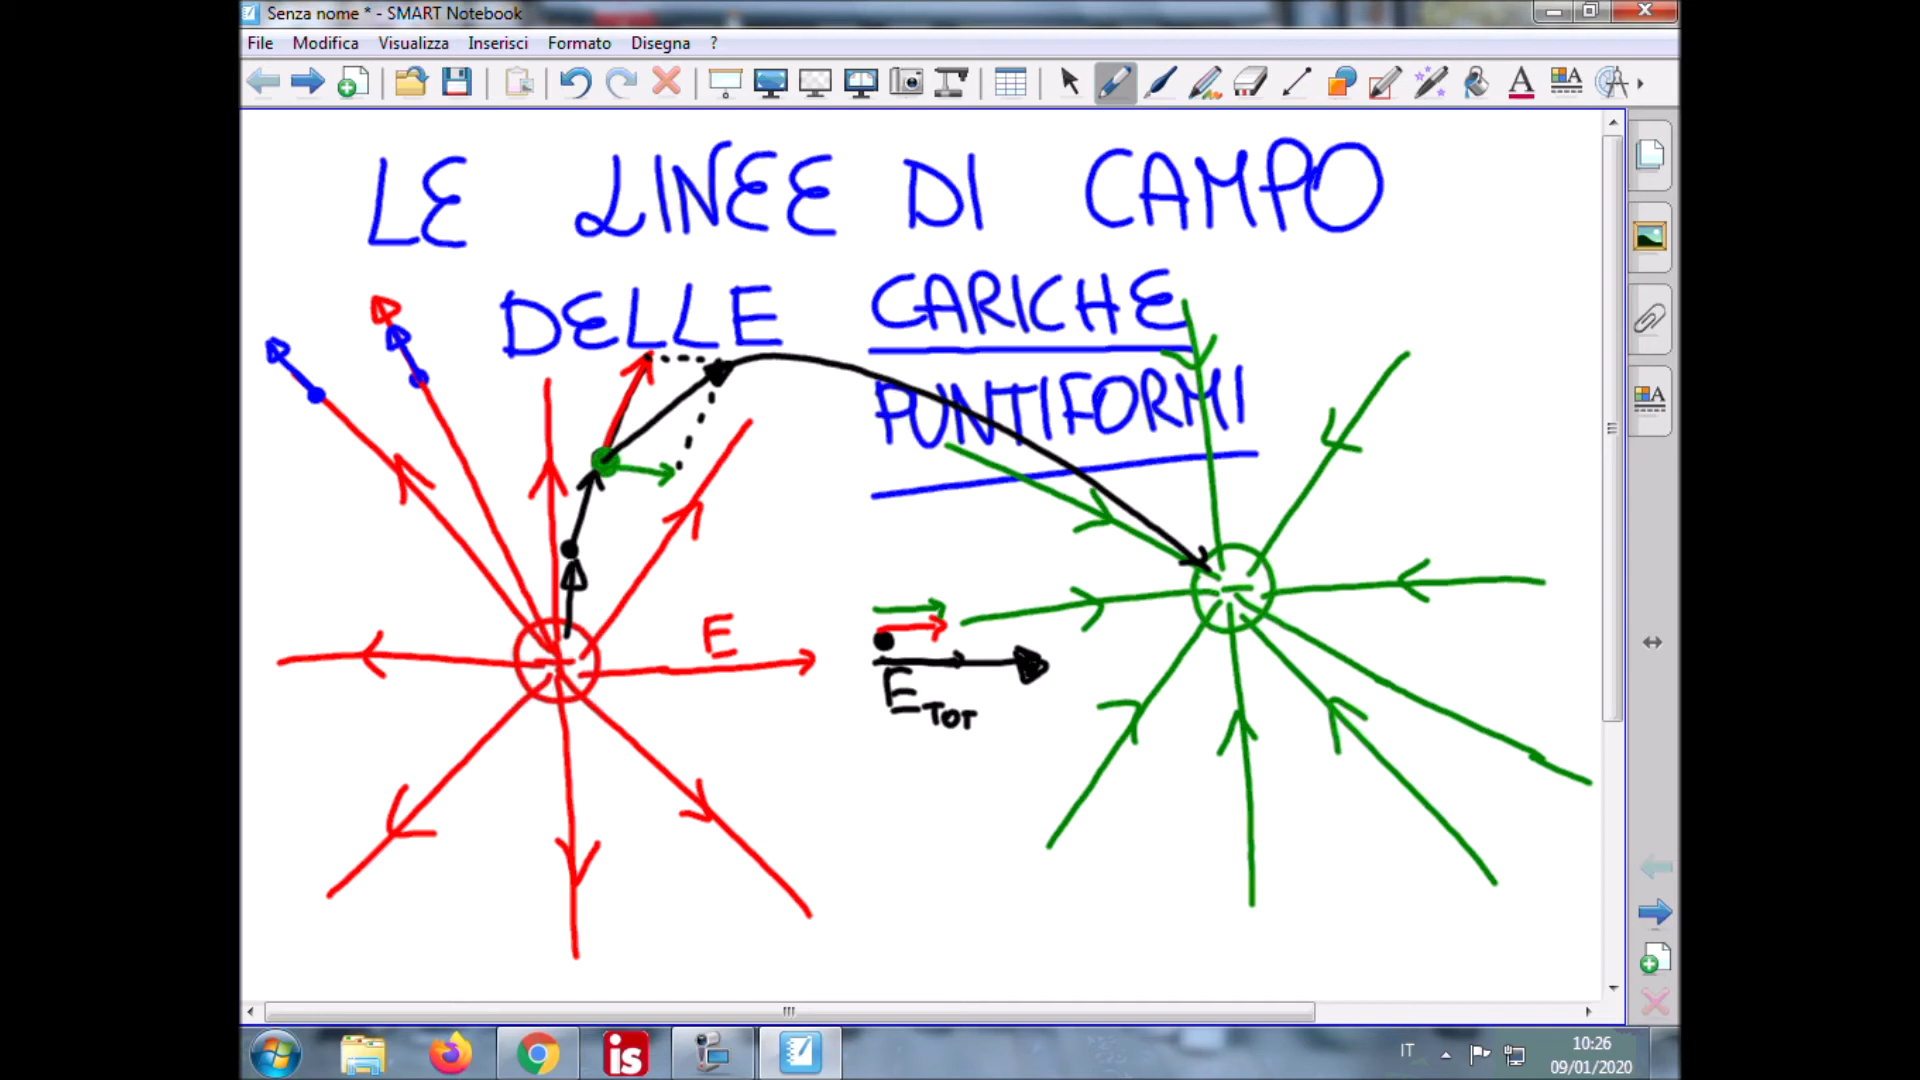 Senza nome * - SMART Notebook
File Modifica Visualizza Inserisci Formato Disegna ?
LE LINEE DI CAMPO
DELLE CARICHE
PUNTIFORMI
E
E TOT
IT
10:26
09/01/2020